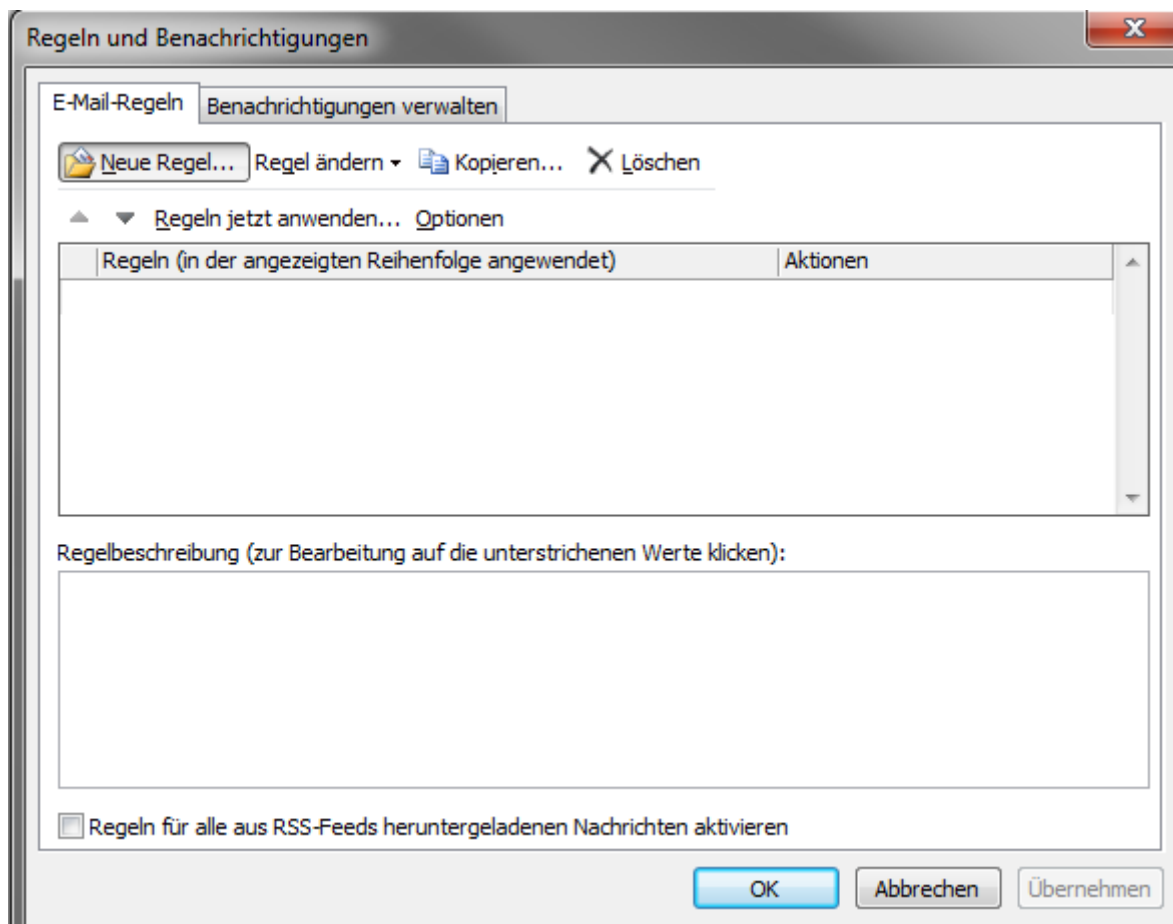 Regeln und Benachrichtigungen
E-Mail-Regeln Benachrichtigungen verwalten
Neue Regel... Regel ändern Kopieren... Löschen
Regeln jetzt anwenden... Optionen
Regeln (in der angezeigten Reihenfolge angewendet) Aktionen
Regelbeschreibung (zur Bearbeitung auf die unterstrichenen Werte klicken):
Regeln für alle aus RSS-Feeds heruntergeladenen Nachrichten aktivieren
OK Abbrechen Übernehmen